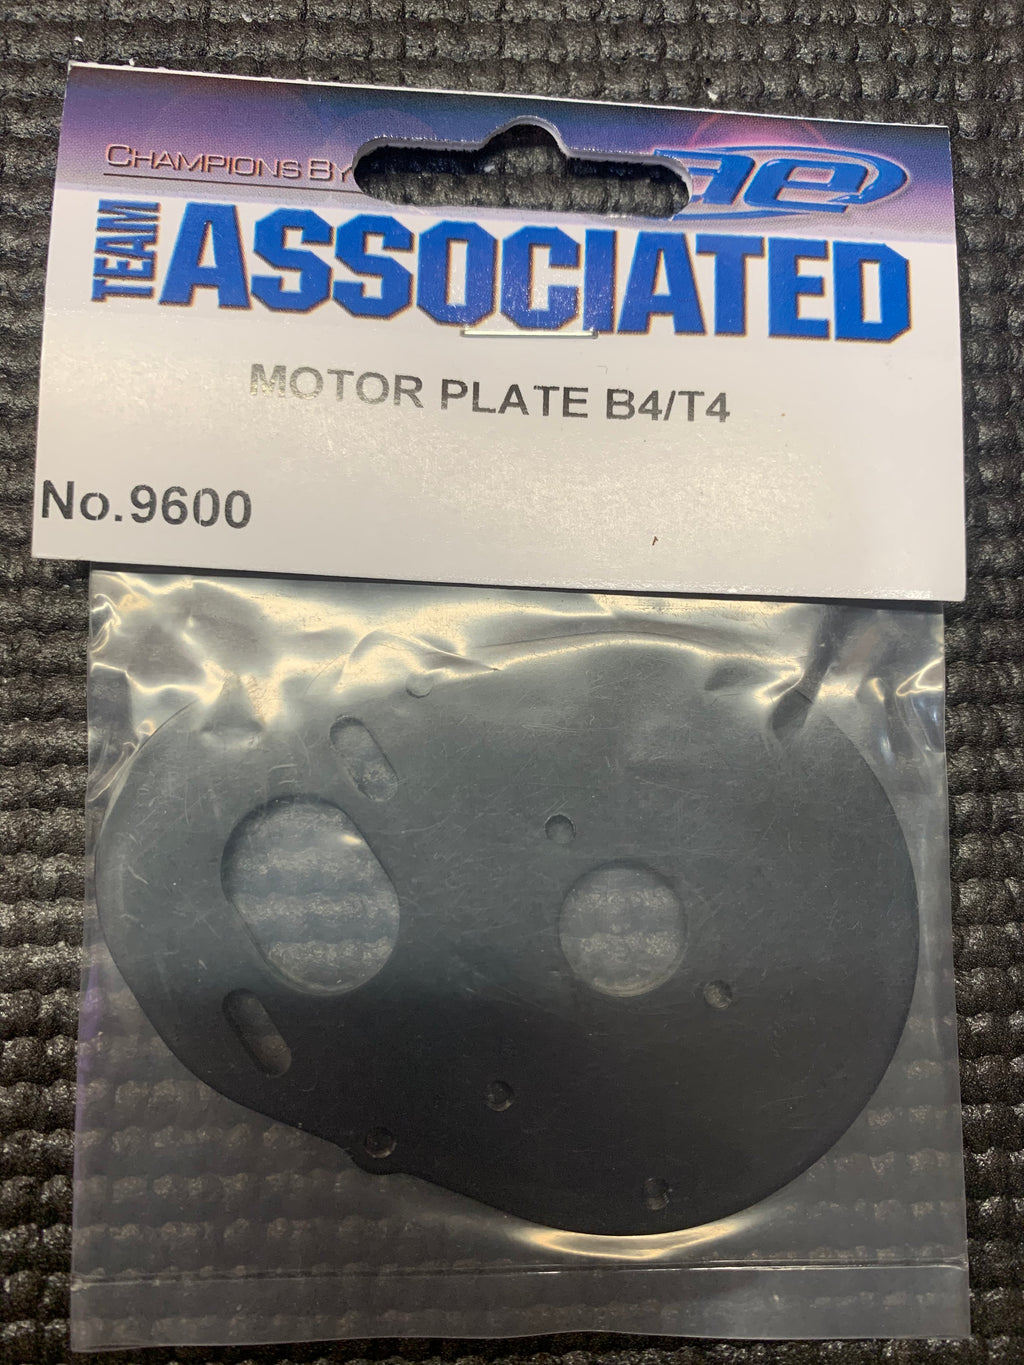 CHAMPIONS BY
ae
TEAM ASSOCIATED
MOTOR PLATE B4/T4
No.9600